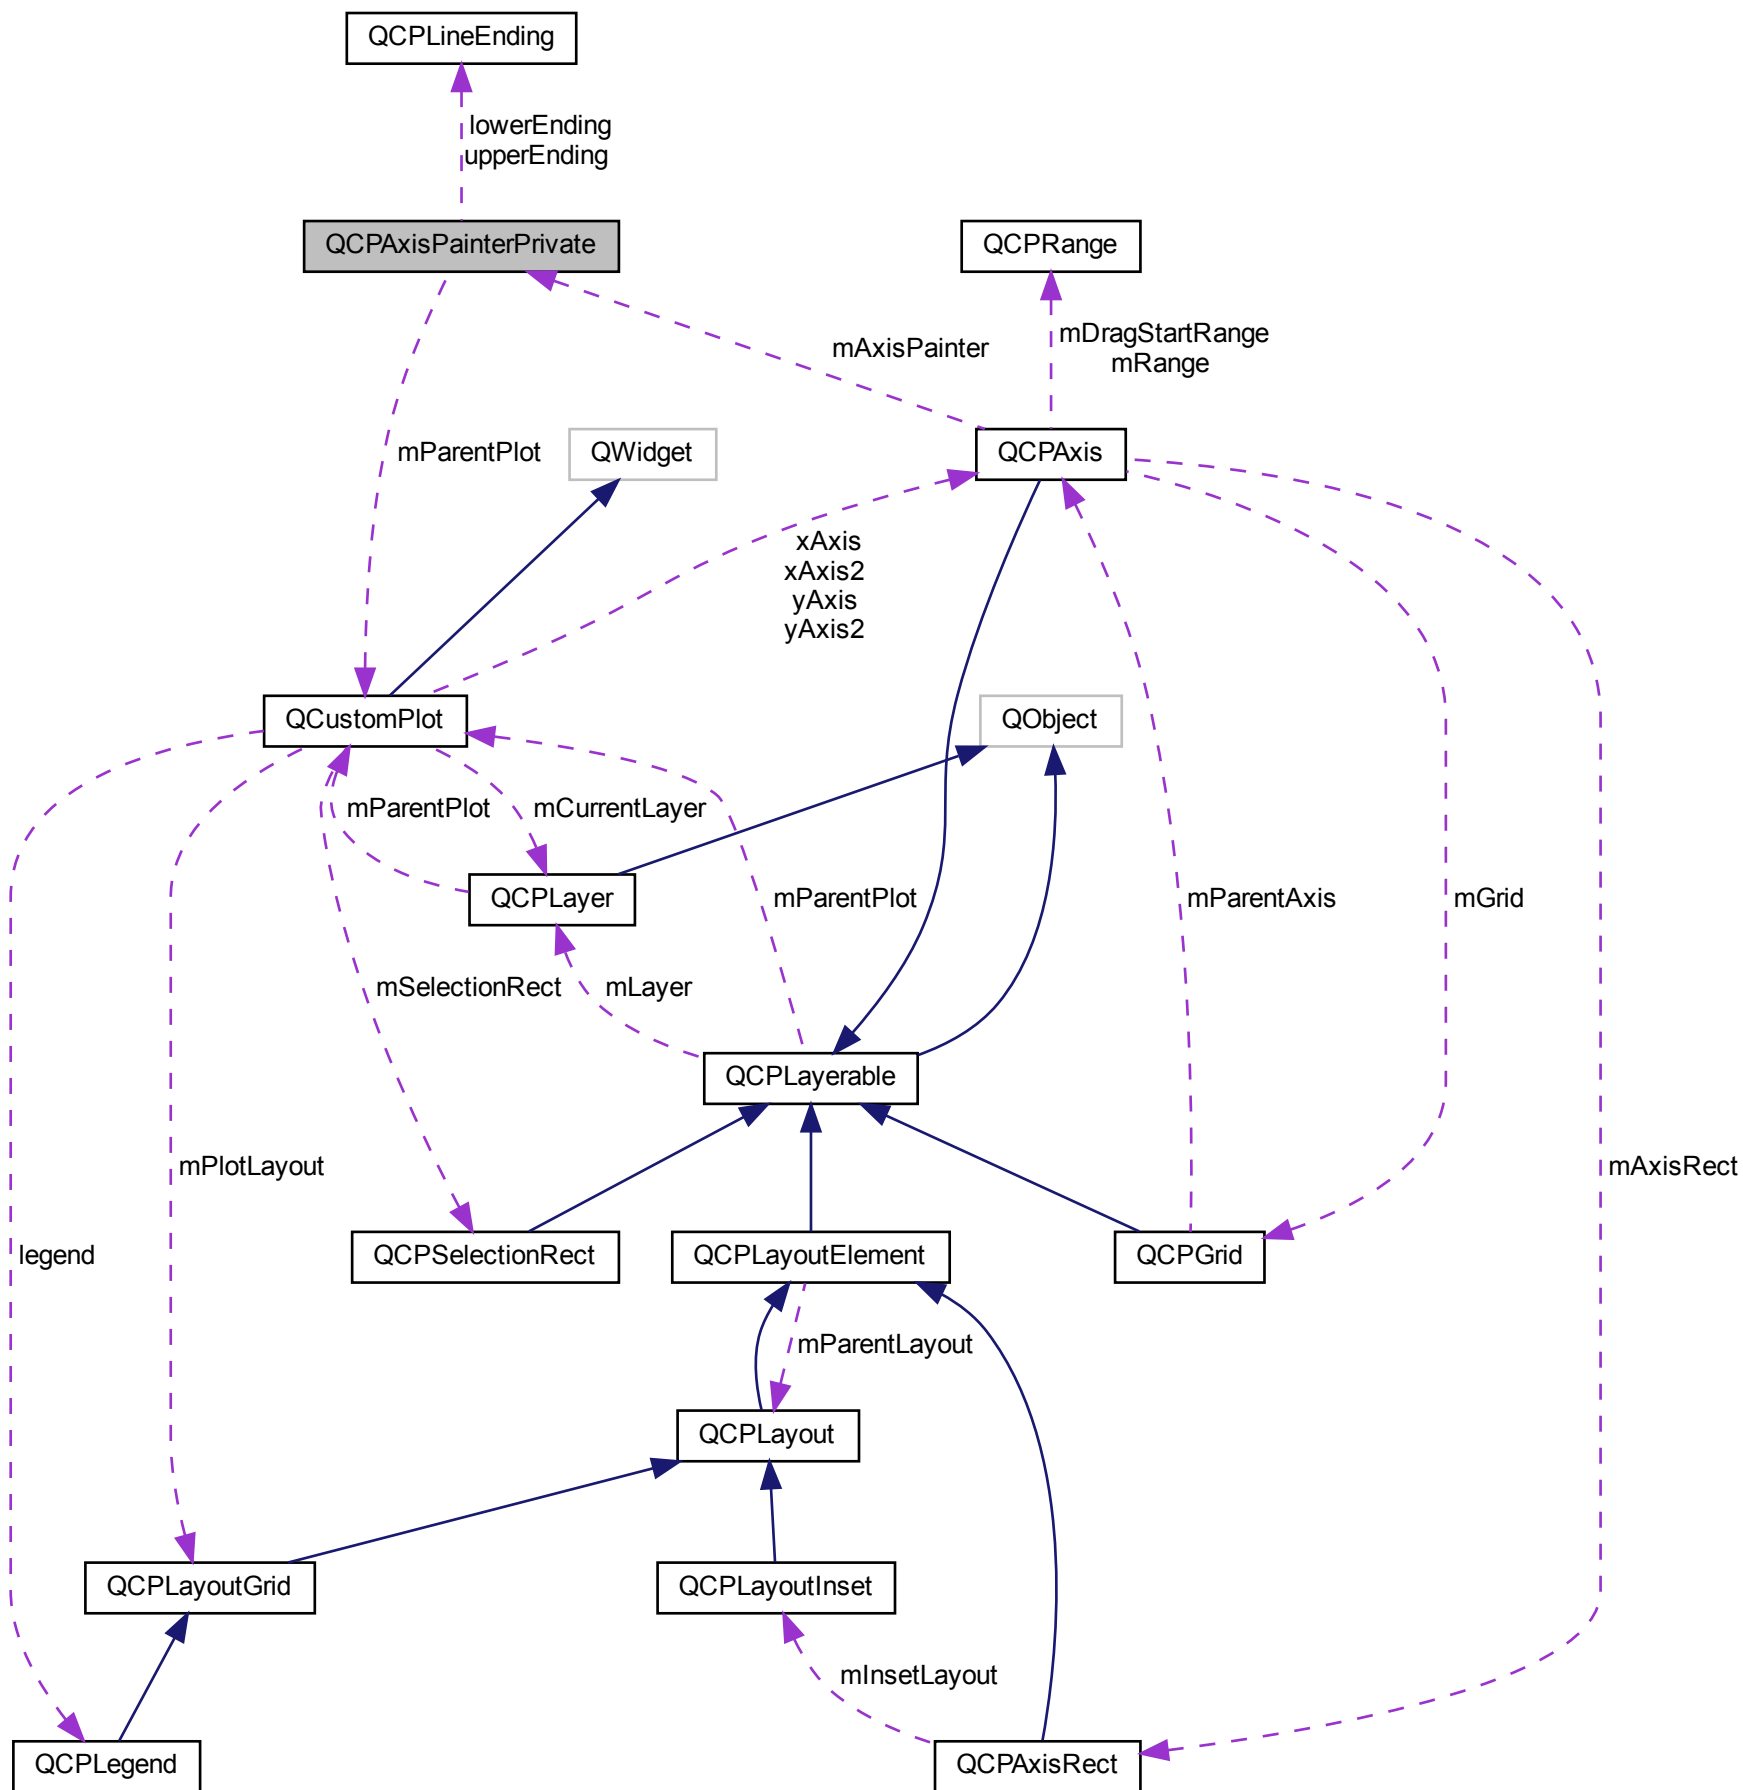 QCPLineEnding
lowerEnding
upperEnding
QCPAxisPainterPrivate
QCPRange
mAxisPainter
mDragStartRange
mRange
mParentPlot
QWidget
QCPAxis
xAxis
xAxis2
yAxis
yAxis2
QCustomPlot
QObject
mParentPlot
mCurrentLayer
QCPLayer
mParentPlot
mParentAxis
mGrid
mSelectionRect
mLayer
QCPLayerable
mPlotLayout
mAxisRect
legend
QCPSelectionRect
QCPLayoutElement
QCPGrid
mParentLayout
QCPLayout
QCPLayoutGrid
QCPLayoutInset
mInsetLayout
QCPLegend
QCPAxisRect